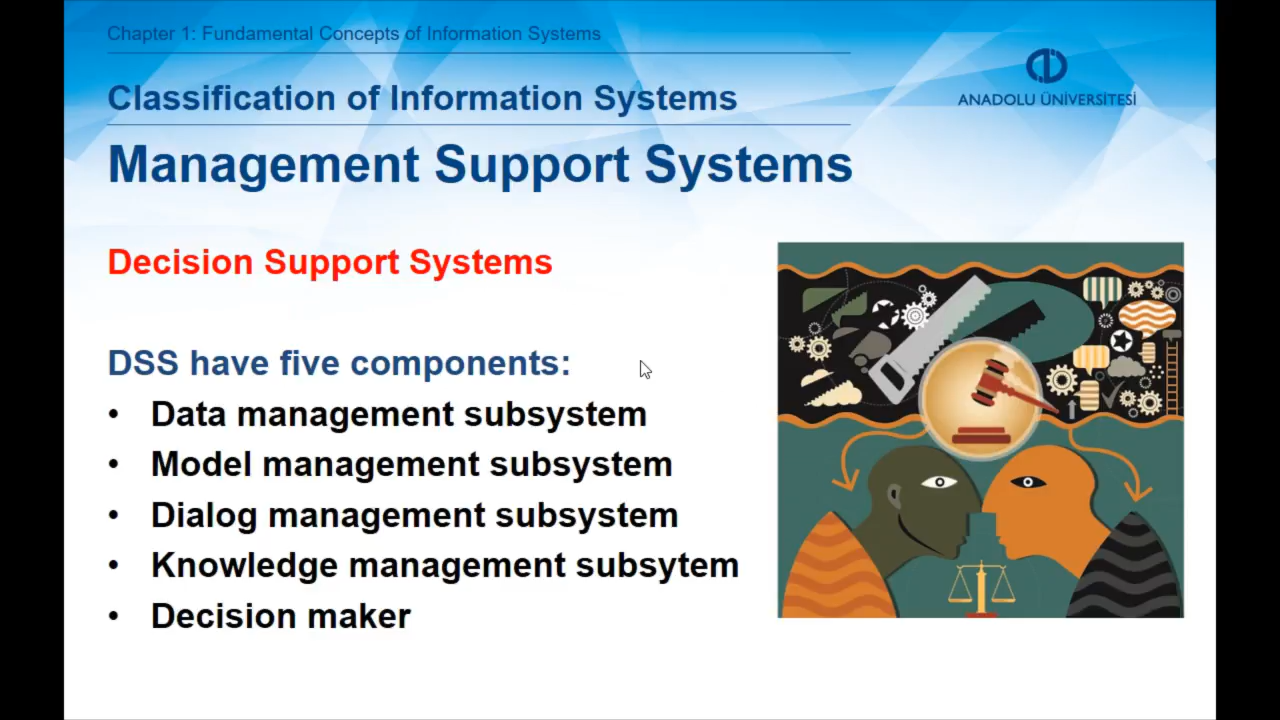 Chapter 1: Fundamental Concepts of Information Systems
Classification of Information Systems
ANADOLU ÜNİVERSİTESİ
Management Support Systems
Decision Support Systems
DSS have five components:
• Data management subsystem
• Model management subsystem
• Dialog management subsystem
• Knowledge management subsytem
• Decision maker